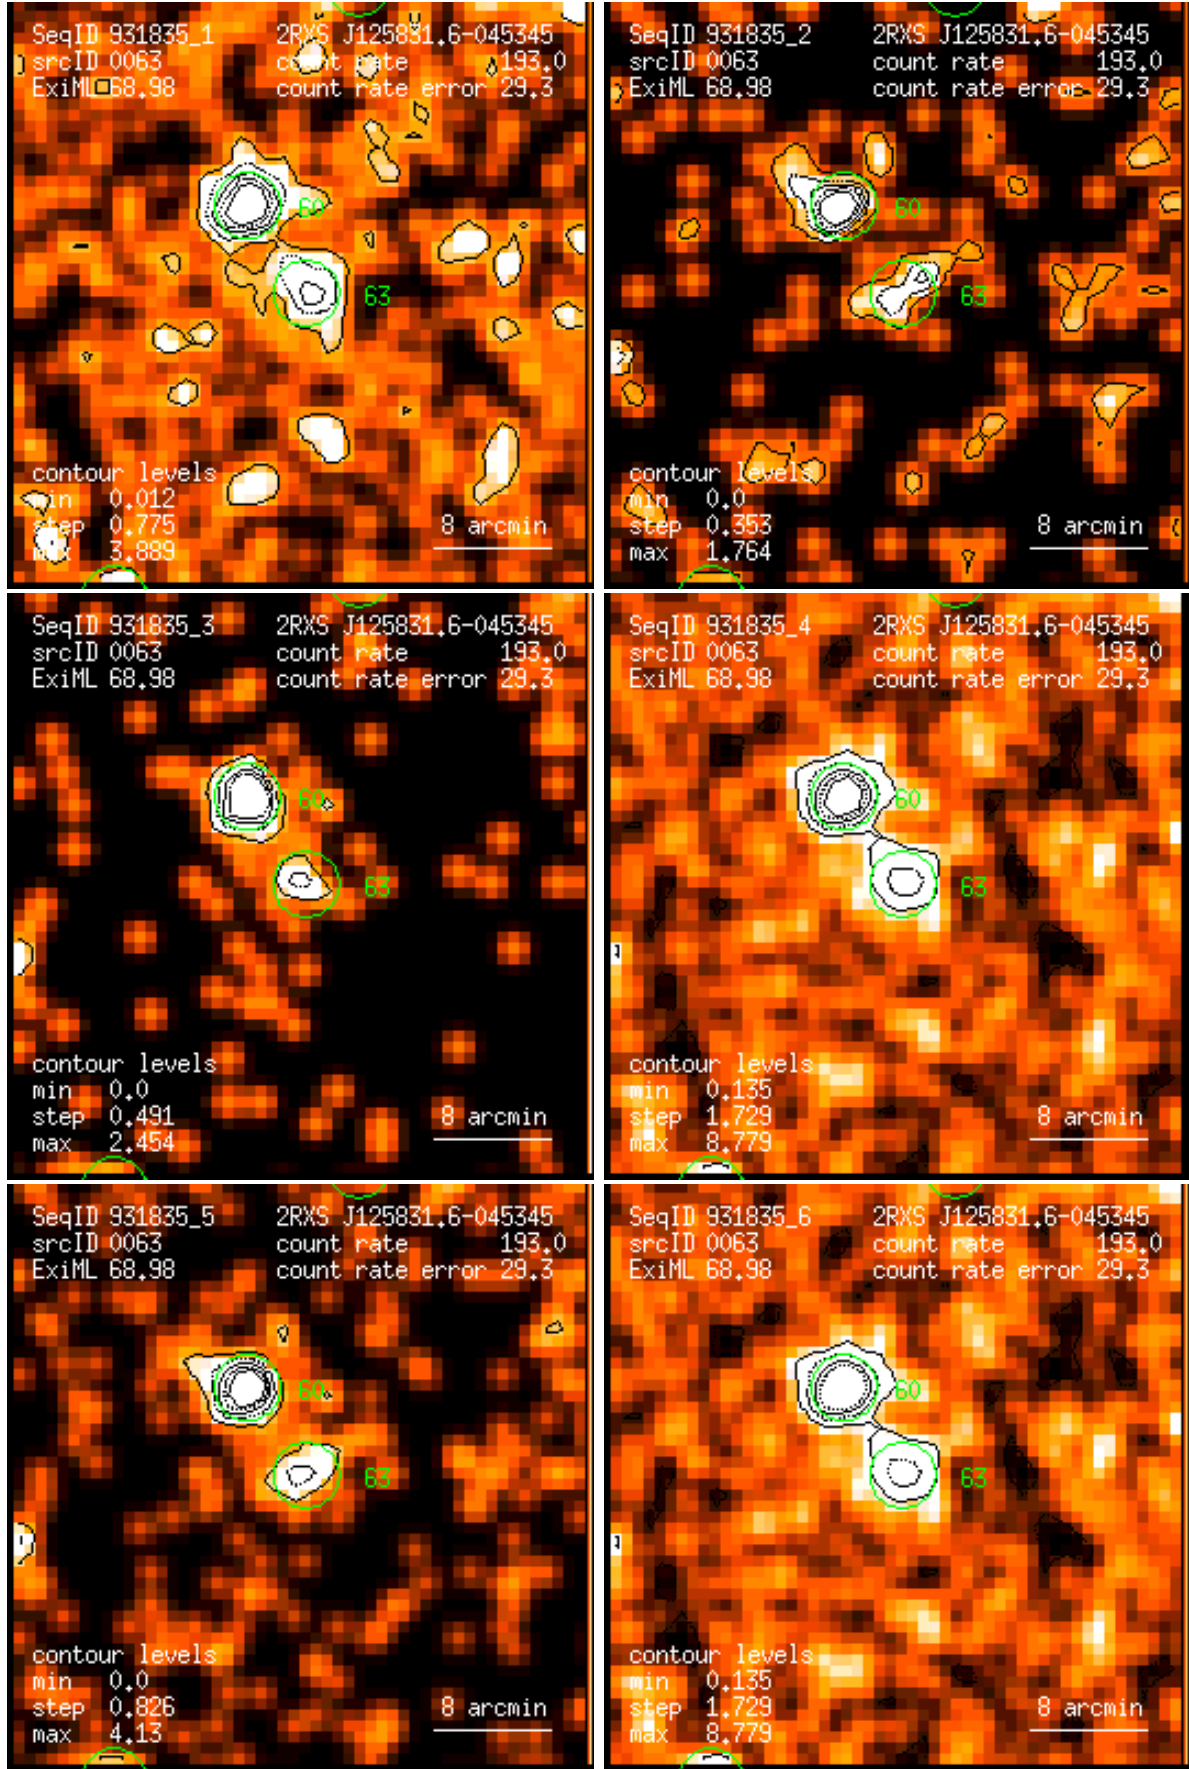 SeqID 931835_1 2RXS J125831.6-045345
srcID 0063 count rate 193.0
ExiML 68.98 count rate error 29.3
60
63
contour levels
min 0.012
step 0.775
max 3.889
8 arcmin
SeqID 931835_2 2RXS J125831.6-045345
srcID 0063 count rate 193.0
ExiML 68.98 count rate error 29.3
60
63
contour levels
min 0.0
step 0.353
max 1.764
8 arcmin
SeqID 931835_3 2RXS J125831.6-045345
srcID 0063 count rate 193.0
ExiML 68.98 count rate error 29.3
60
63
contour levels
min 0.0
step 0.491
max 2.454
8 arcmin
SeqID 931835_4 2RXS J125831.6-045345
srcID 0063 count rate 193.0
ExiML 68.98 count rate error 29.3
60
63
contour levels
min 0.135
step 1.729
max 8.779
8 arcmin
SeqID 931835_5 2RXS J125831.6-045345
srcID 0063 count rate 193.0
ExiML 68.98 count rate error 29.3
60
63
contour levels
min 0.0
step 0.826
max 4.13
8 arcmin
SeqID 931835_6 2RXS J125831.6-045345
srcID 0063 count rate 193.0
ExiML 68.98 count rate error 29.3
60
63
contour levels
min 0.135
step 1.729
max 8.779
8 arcmin